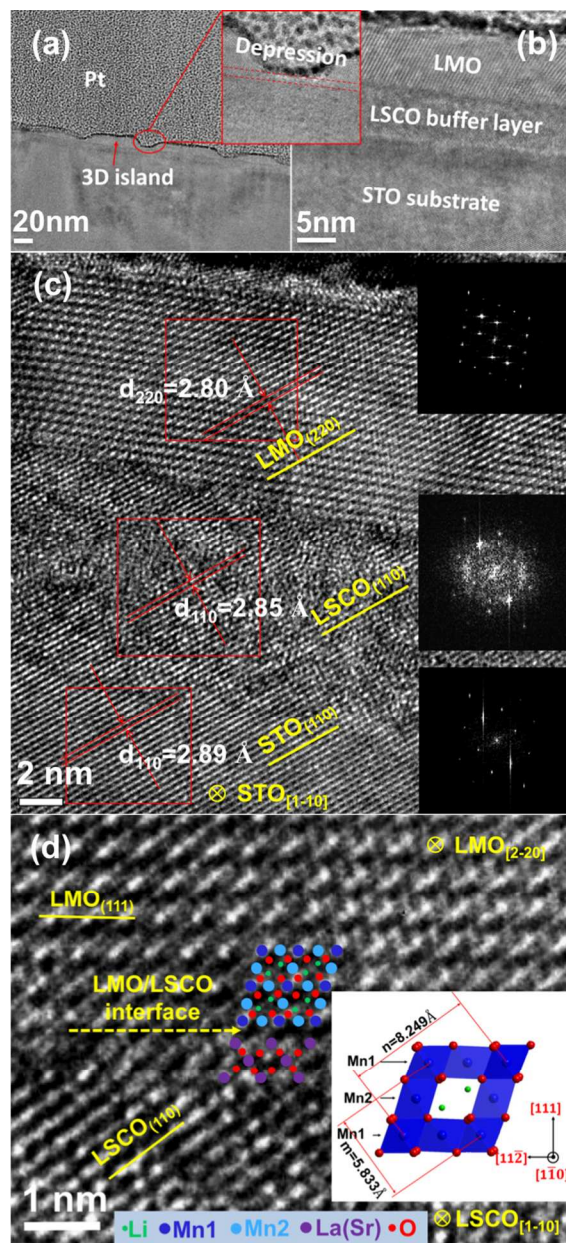 (a)
Pt
3D island
20nm
Depression
(b)
LMO
LSCO buffer layer
STO substrate
5nm
(c)
d₂₂₀=2.80 Å
LMO(220)
d₁₁₀=2.85 Å
LSCO(110)
STO(110)
d₁₁₀=2.89 Å
2 nm
⊗ STO[1-10]
(d)
⊗ LMO[2-20]
LMO(111)
LMO/LSCO
interface
LSCO(110)
n=8.249Å
Mn1
Mn2
Mn1
m=5.833Å
[111]
[112̅]
[11̅0]
1 nm
⊗ LSCO[1-10]
Li Mn1 Mn2 La(Sr) O